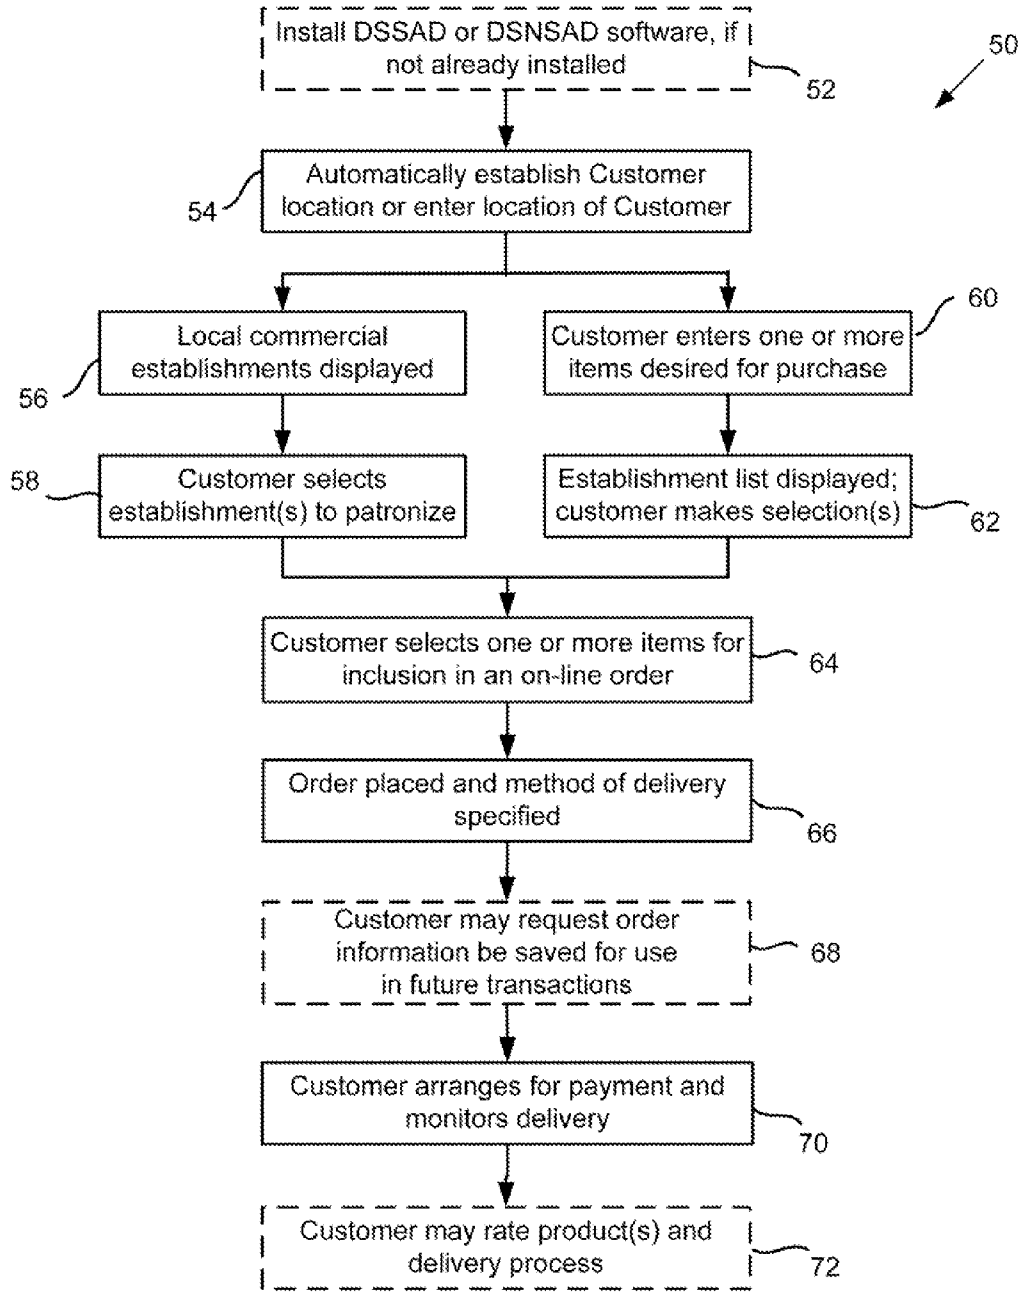 Install DSSAD or DSNSAD software, if
not already installed
52
50
Automatically establish Customer
location or enter location of Customer
54
Local commercial
establishments displayed
56
Customer selects
establishment(s) to patronize
58
Customer enters one or more
items desired for purchase
60
Establishment list displayed;
customer makes selection(s)
62
Customer selects one or more items for
inclusion in an on-line order
64
Order placed and method of delivery
specified
66
Customer may request order
information be saved for use
in future transactions
68
Customer arranges for payment and
monitors delivery
70
Customer may rate product(s) and
delivery process
72